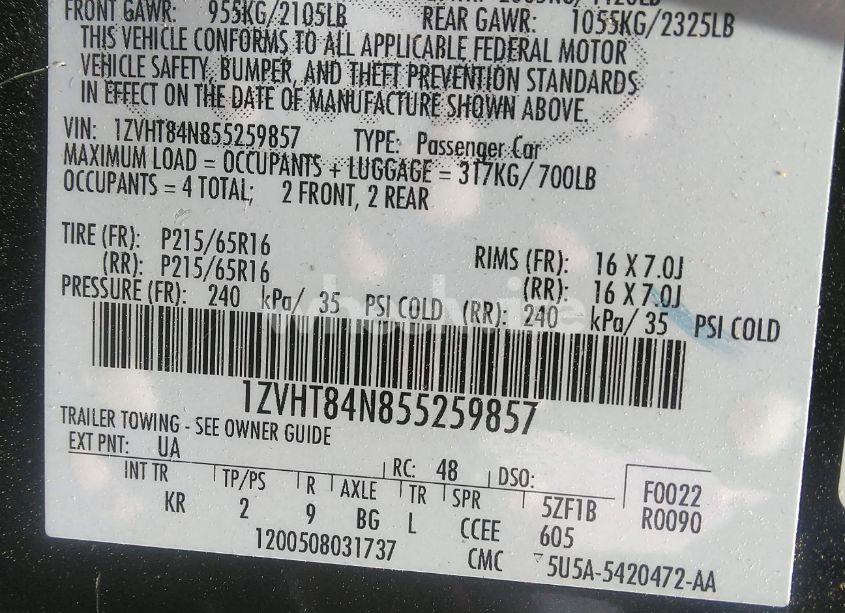 FRONT GAWR: 955KG/2105LB REAR GAWR: 1055KG/2325LB
THIS VEHICLE CONFORMS TO ALL APPLICABLE FEDERAL MOTOR
VEHICLE SAFETY, BUMPER, AND THEFT PREVENTION STANDARDS
IN EFFECT ON THE DATE OF MANUFACTURE SHOWN ABOVE.
VIN: 1ZVHT84N855259857 TYPE: Passenger Car
MAXIMUM LOAD = OCCUPANTS + LUGGAGE = 317KG/ 700LB
OCCUPANTS = 4 TOTAL; 2 FRONT, 2 REAR
TIRE (FR): P215/65R16 RIMS (FR): 16 X 7.0J
(RR): P215/65R16 (RR): 16 X 7.0J
PRESSURE (FR): 240 kPa/ 35 PSI COLD (RR): 240 kPa/ 35 PSI COLD
1ZVHT84N855259857
TRAILER TOWING - SEE OWNER GUIDE
EXT PNT: UA RC: 48 DSO:
INT TR TP/PS R AXLE TR SPR 5ZF1B F0022
KR 2 9 BG L CCEE 605 R0090
1200508031737 CMC 5U5A-5420472-AA